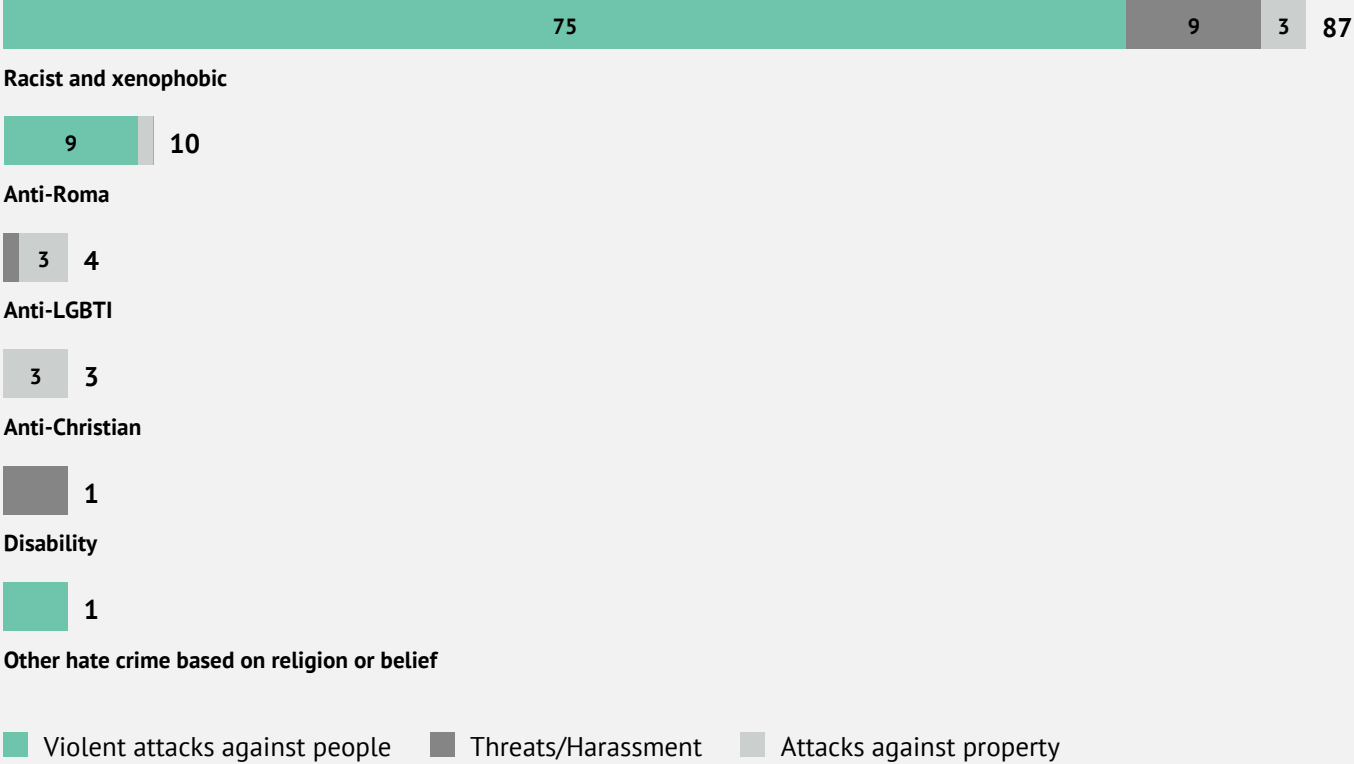 75 9 3 87
Racist and xenophobic
9 10
Anti-Roma
3 4
Anti-LGBTI
3 3
Anti-Christian
1
Disability
1
Other hate crime based on religion or belief
Violent attacks against people Threats/Harassment Attacks against property